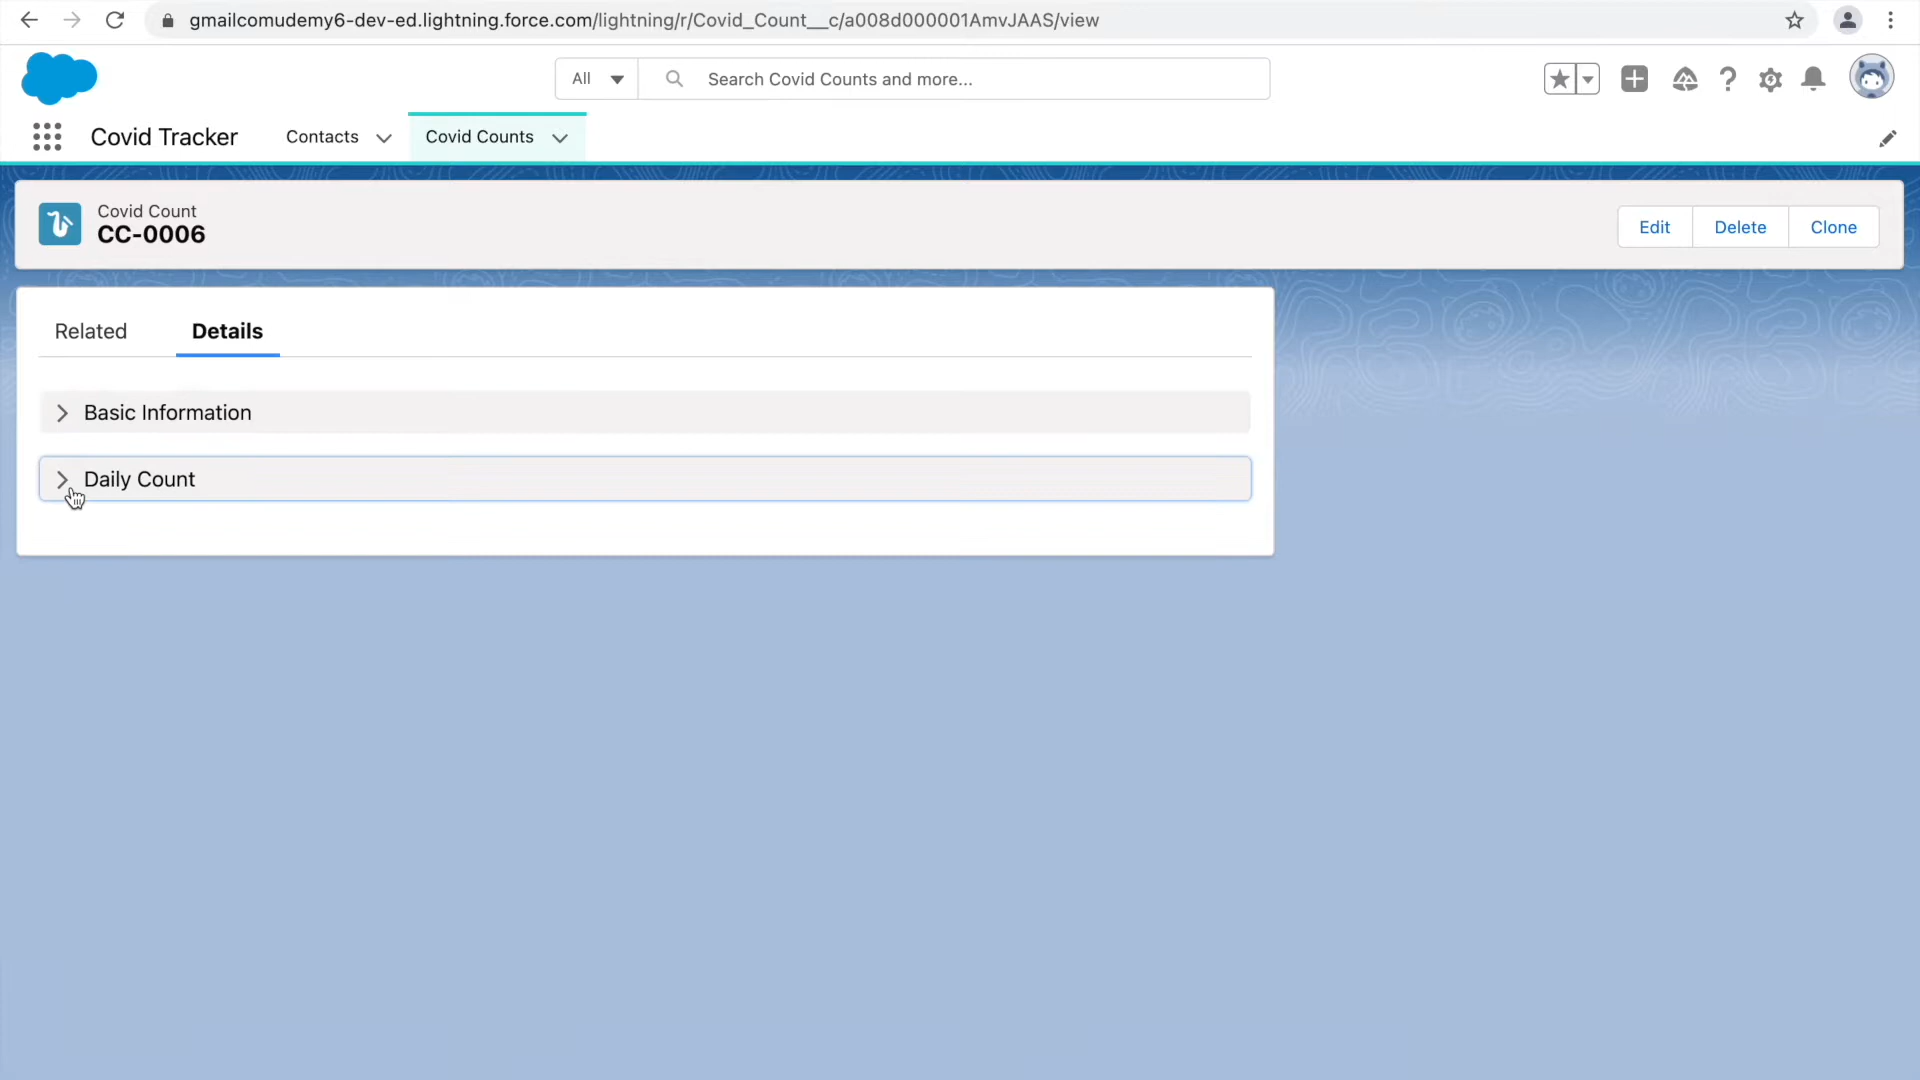 gmailcomudemy6-dev-ed.lightning.force.com/lightning/r/Covid_Count__c/a008d000001AmvJAAS/view
All
Search Covid Counts and more...
Covid Tracker
Contacts
Covid Counts
Covid Count
CC-0006
Edit
Delete
Clone
Related
Details
Basic Information
Daily Count